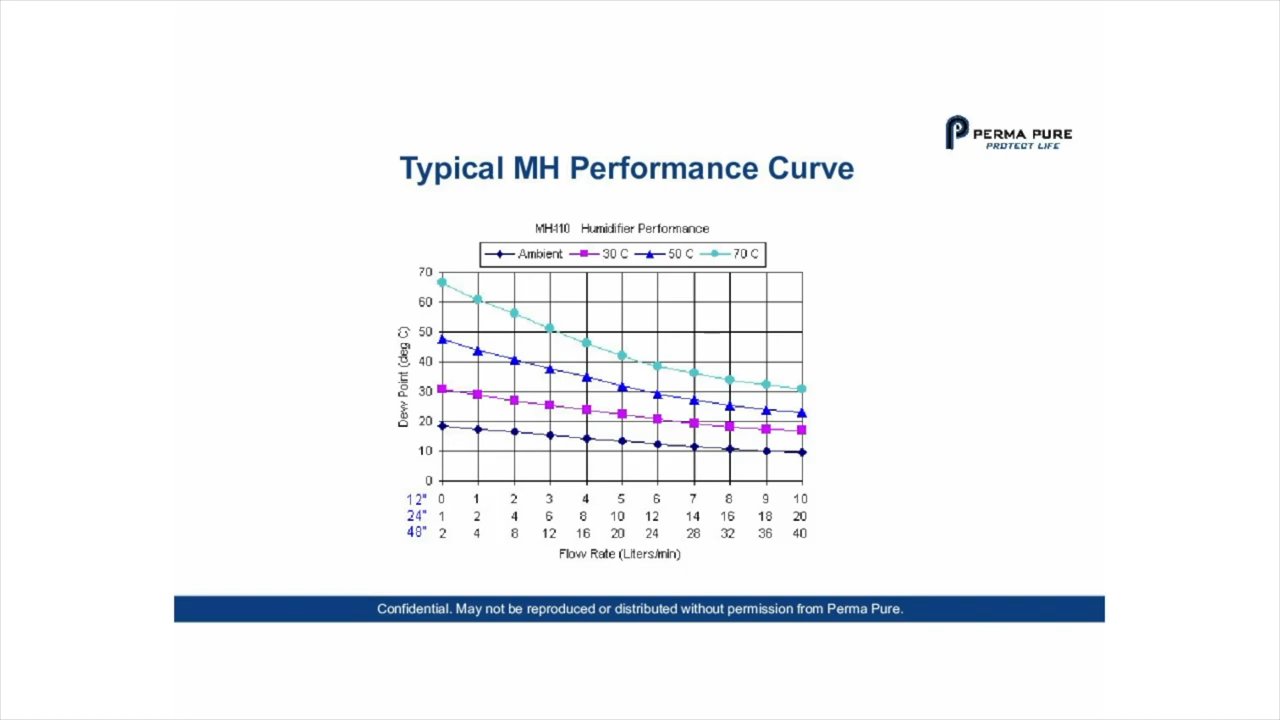 PERMA PURE
PROTECT LIFE
Typical MH Performance Curve
MH410 Humidifier Performance
Ambient 30 C 50 C 70 C
Dew Point (deg C)
70
60
50
40
30
20
10
0
12" 0 1 2 3 4 5 6 7 8 9 10
24" 1 2 4 6 8 10 12 14 16 18 20
48" 2 4 8 12 16 20 24 28 32 36 40
Flow Rate (Liters/min)
Confidential. May not be reproduced or distributed without permission from Perma Pure.